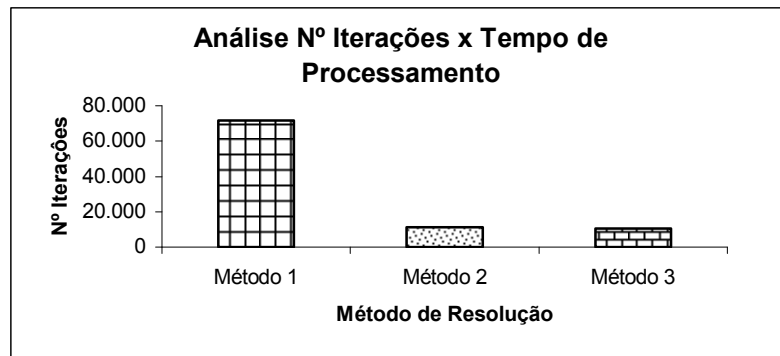 Análise Nº Iterações x Tempo de
Processamento
80.000
60.000
40.000
20.000
0
Nº Iterações
Método 1
Método 2
Método 3
Método de Resolução